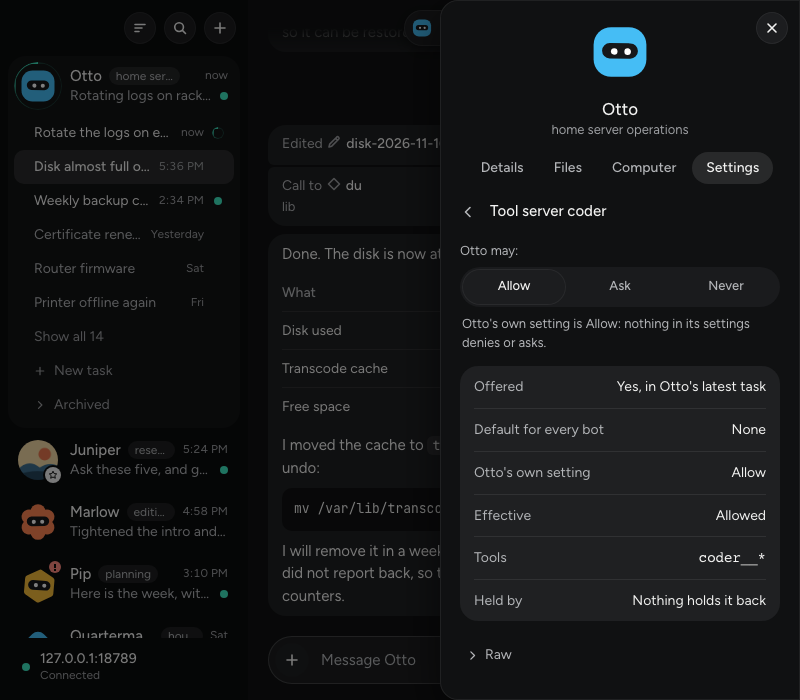 Otto
home ser...
now
Rotating logs on rack...
Rotate the logs on e...
now
Disk almost full o...
5:36 PM
Weekly backup c...
2:34 PM
Certificate rene...
Yesterday
Router firmware
Sat
Printer offline again
Fri
Show all 14
New task
Archived
Juniper
rese...
5:24 PM
Ask these five, and g...
Marlow
editi...
4:58 PM
Tightened the intro and...
Pip
planning
3:10 PM
Here is the week, wit...
Quarterma
hou...
Sat
127.0.0.1:18789
Connected
so it can be restor
Edited disk-2026-11-1
Call to du
lib
Done. The disk is now at
What
Disk used
Transcode cache
Free space
I moved the cache to
undo:
mv /var/lib/transco
I will remove it in a week
did not report back, so t
counters.
Message Otto
Otto
home server operations
Details
Files
Computer
Settings
Tool server coder
Otto may:
Allow
Ask
Never
Otto's own setting is Allow: nothing in its settings
denies or asks.
Offered
Yes, in Otto's latest task
Default for every bot
None
Otto's own setting
Allow
Effective
Allowed
Tools
coder__*
Held by
Nothing holds it back
Raw